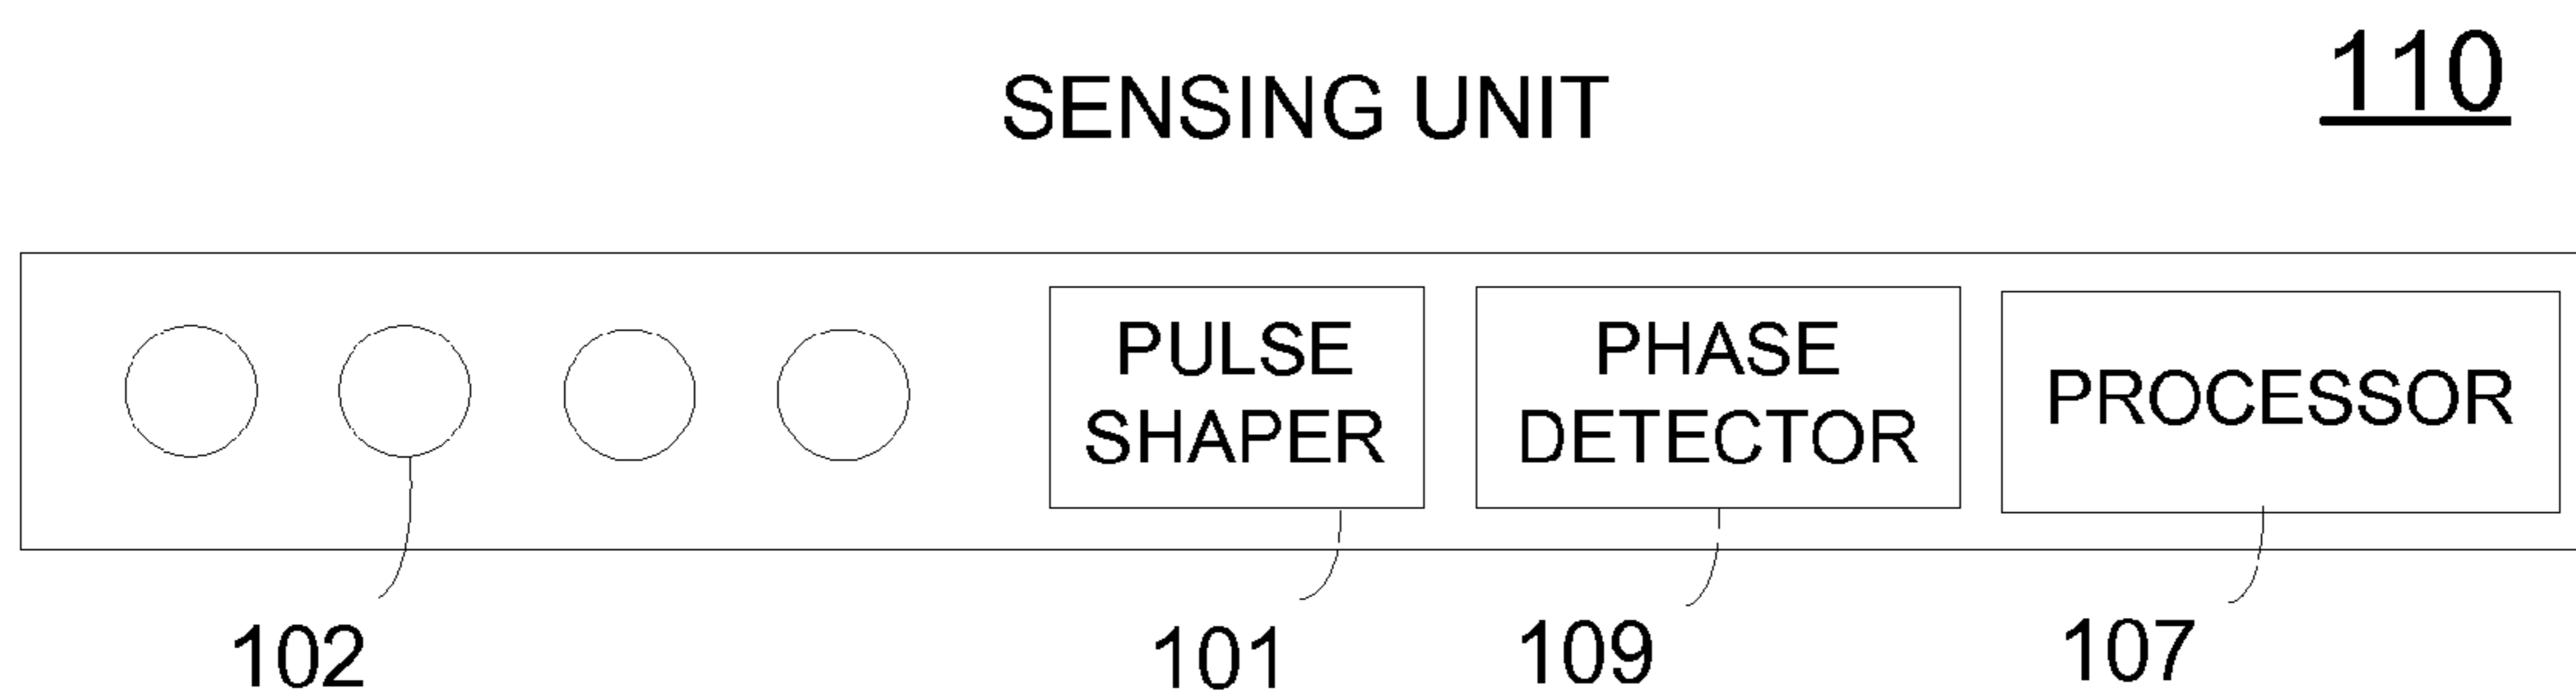 110
SENSING UNIT
PULSE
SHAPER
PHASE
DETECTOR
PROCESSOR
102
101
109
107